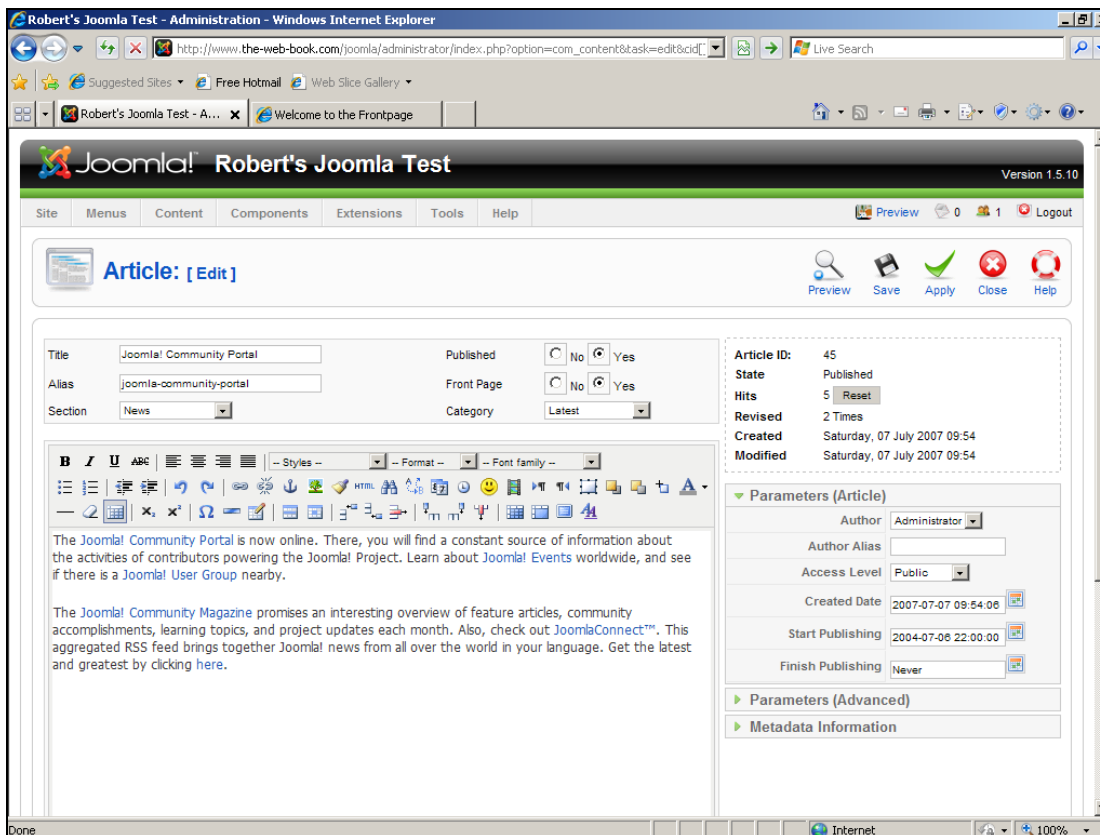 Robert's Joomla Test - Administration - Windows Internet Explorer
http://www.the-web-book.com/joomla/administrator/index.php?option=com_content&task=edit&cid[
Live Search
Suggested Sites Free Hotmail Web Slice Gallery
Robert's Joomla Test - A... Welcome to the Frontpage
Joomla! Robert's Joomla Test
Version 1.5.10
Site Menus Content Components Extensions Tools Help Preview 0 1 Logout
Article: [ Edit ]
Preview Save Apply Close Help
Title Joomla! Community Portal Published No Yes
Alias joomla-community-portal Front Page No Yes
Section News Category Latest
Article ID: 45
State Published
Hits 5 Reset
Revised 2 Times
Created Saturday, 07 July 2007 09:54
Modified Saturday, 07 July 2007 09:54
B I U ABC -- Styles -- -- Format -- -- Font family --
HTML
The Joomla! Community Portal is now online. There, you will find a constant source of information about
the activities of contributors powering the Joomla! Project. Learn about Joomla! Events worldwide, and see
if there is a Joomla! User Group nearby.
The Joomla! Community Magazine promises an interesting overview of feature articles, community
accomplishments, learning topics, and project updates each month. Also, check out JoomlaConnect™. This
aggregated RSS feed brings together Joomla! news from all over the world in your language. Get the latest
and greatest by clicking here.
Parameters (Article)
Author Administrator
Author Alias
Access Level Public
Created Date 2007-07-07 09:54:06
Start Publishing 2004-07-06 22:00:00
Finish Publishing Never
Parameters (Advanced)
Metadata Information
Done Internet 100%